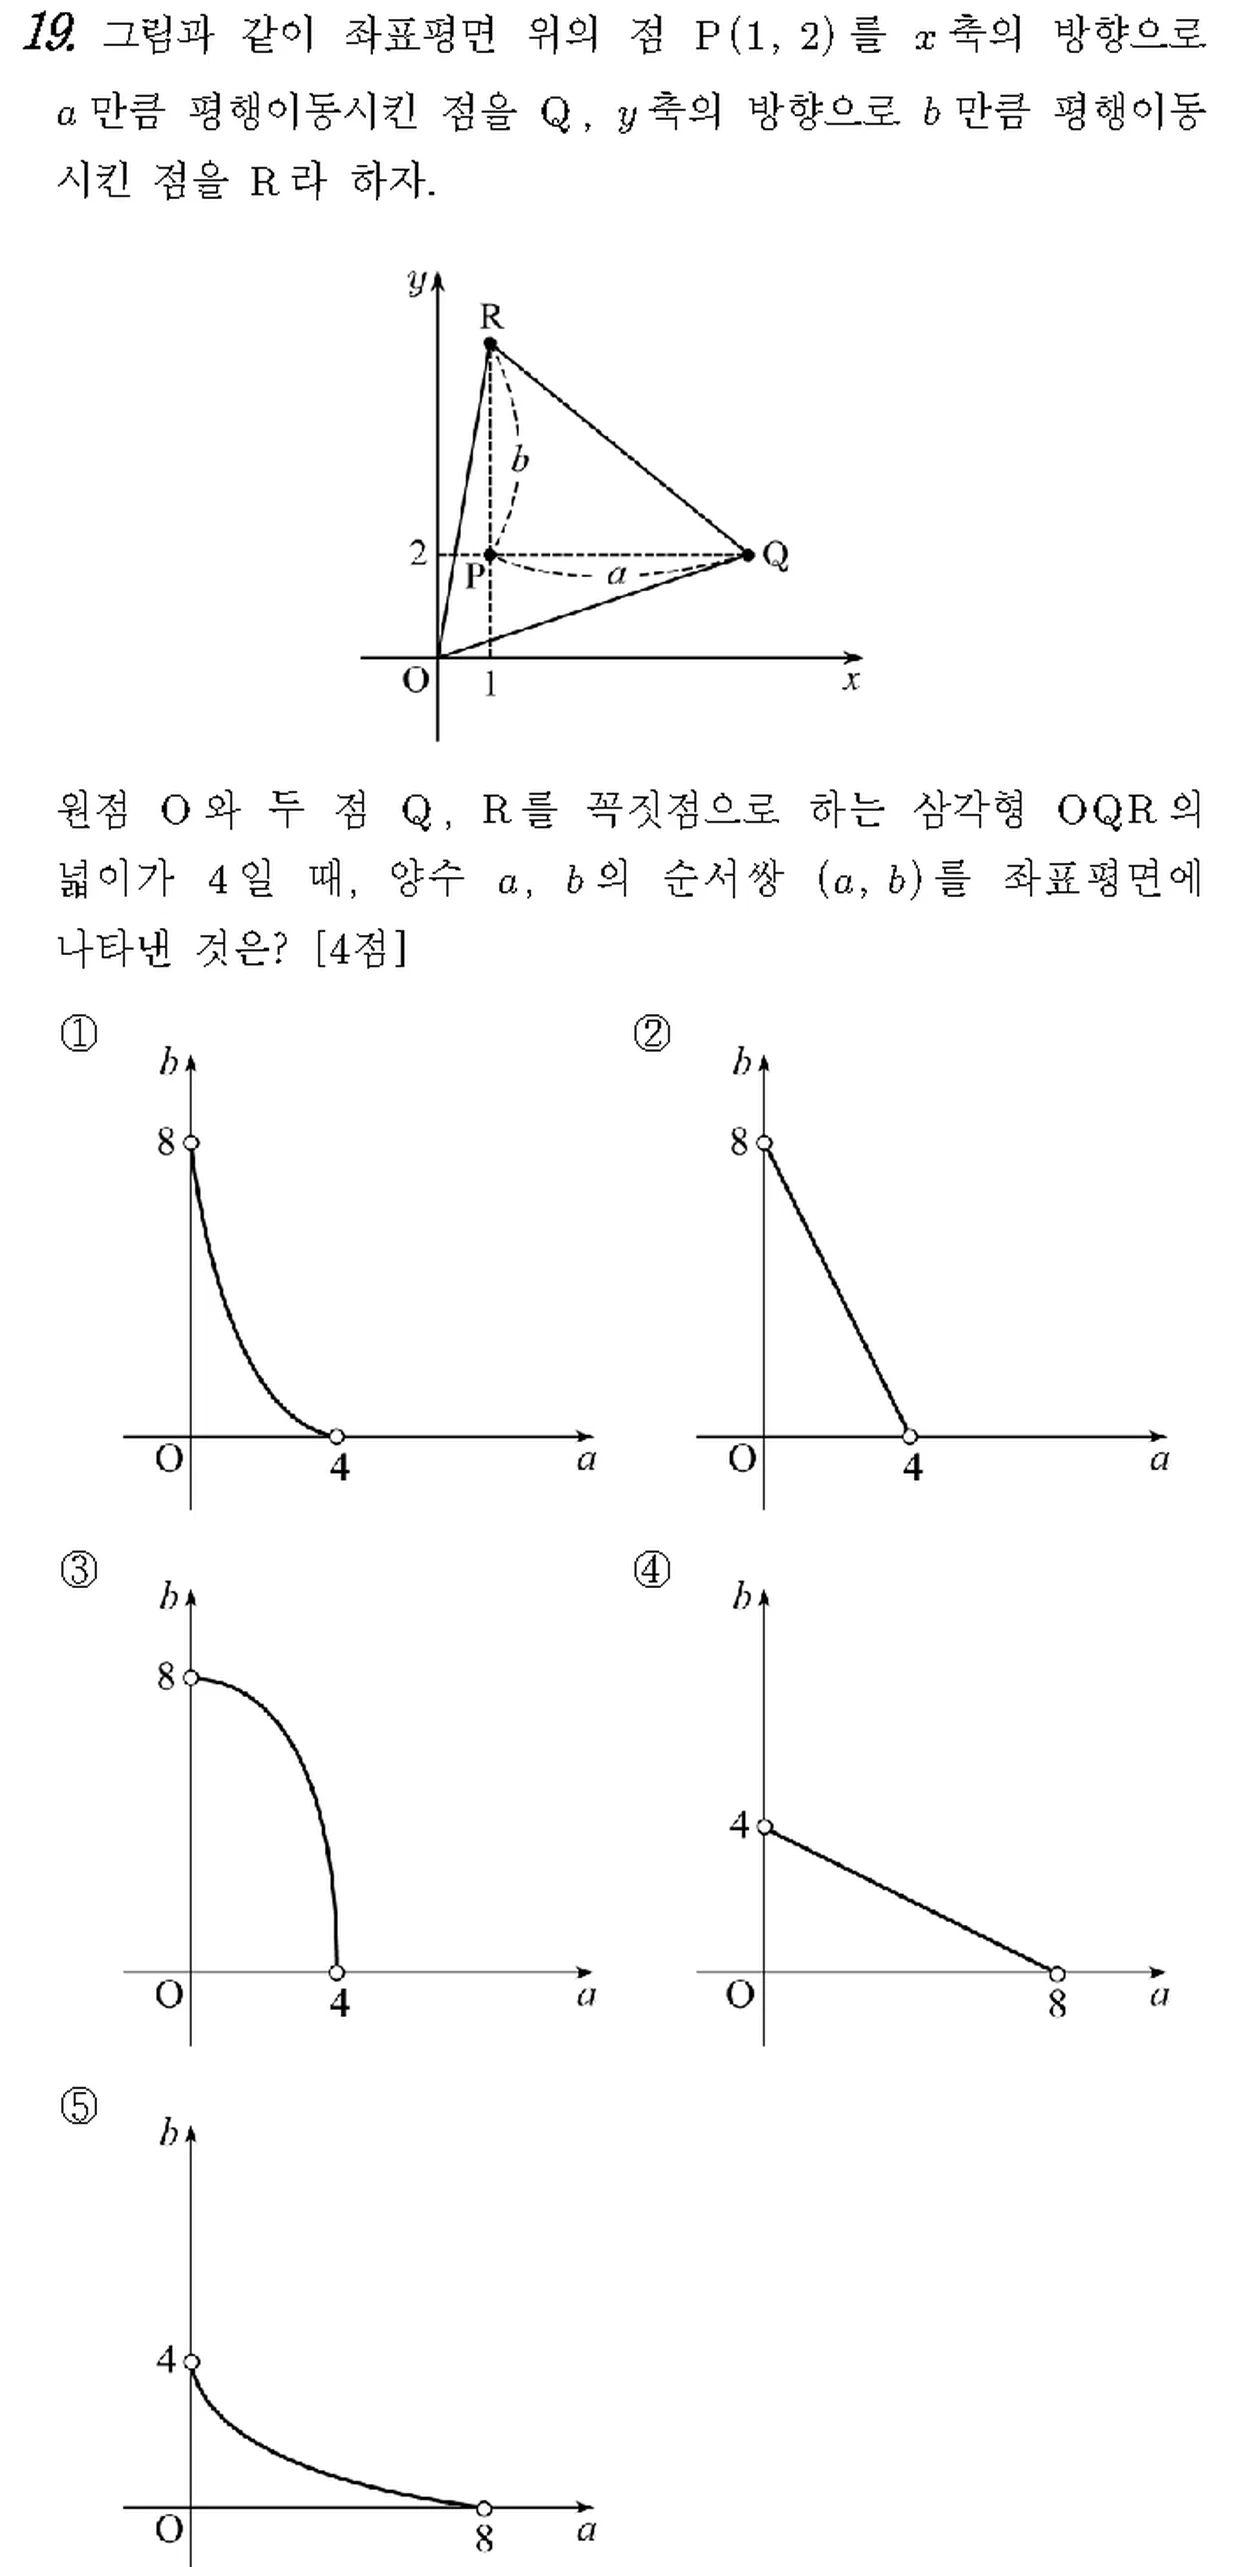 19. 그림과 같이 좌표평면 위의 점 P(1, 2)를 x축의 방향으로
a만큼 평행이동시킨 점을 Q, y축의 방향으로 b만큼 평행이동
시킨 점을 R라 하자.
y
R
b
2
P
a
Q
O
1
x
원점 O와 두 점 Q, R를 꼭짓점으로 하는 삼각형 OQR의
넓이가 4일 때, 양수 a, b의 순서쌍 (a, b)를 좌표평면에
나타낸 것은? [4점]
①
b
8
O
4
a
②
b
8
O
4
a
③
b
8
O
4
a
④
b
4
O
8
a
⑤
b
4
O
8
a